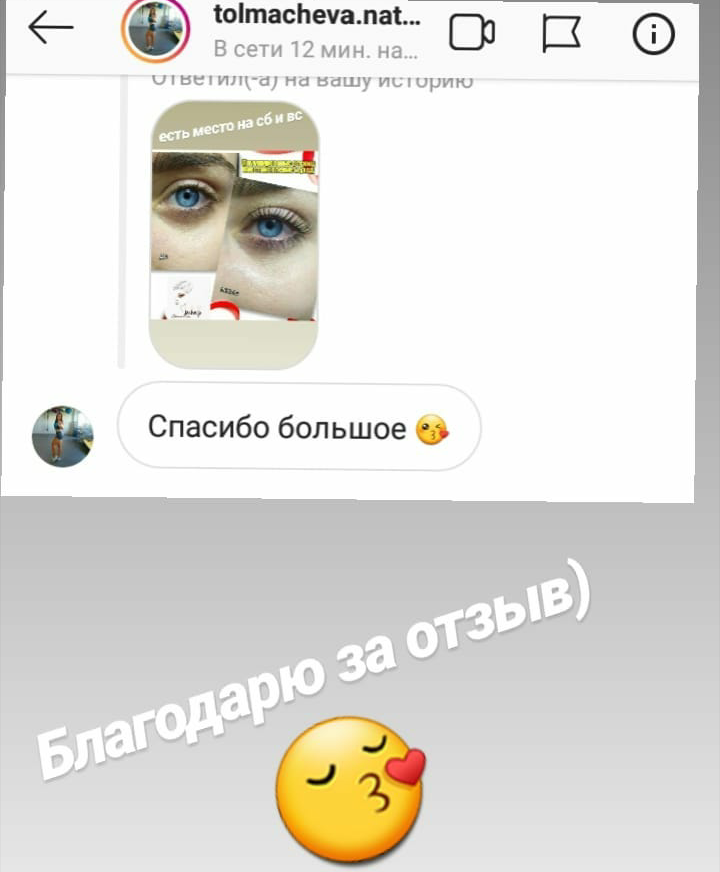 tolmacheva.nat...
В сети 12 мин. на...
Ответил(-а) на вашу историю
есть место на сб и вс
Спасибо большое
Благодарю за отзыв)